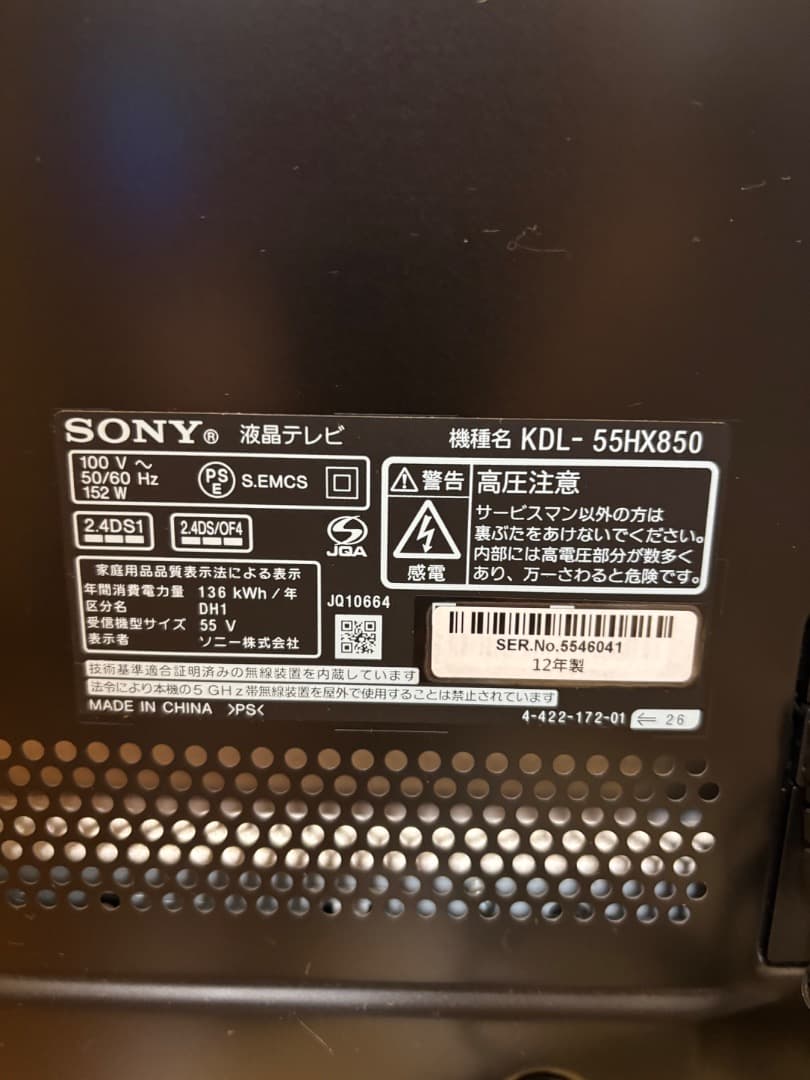 SONY® 液晶テレビ 機種名 KDL- 55HX850
100 V ～
50/60 Hz
152 W
PS
E
S.EMCS
2.4DS1
2.4DS/OF4
JQA
家庭用品品質表示法による表示
年間消費電力量 136 kWh / 年
区分名 DH1
受信機型サイズ 55 V
表示者 ソニー株式会社
JQ10664
警告 高圧注意
感電
サービスマン以外の方は
裏ぶたをあけないでください。
内部には高電圧部分が数多く
あり、万一さわると危険です。
SER.No.5546041
12年製
技術基準適合証明済みの無線装置を内蔵しています
法令により本機の5 GHz帯無線装置を屋外で使用することは禁止されています
MADE IN CHINA >PS<
4-422-172-01 ⇐ 26